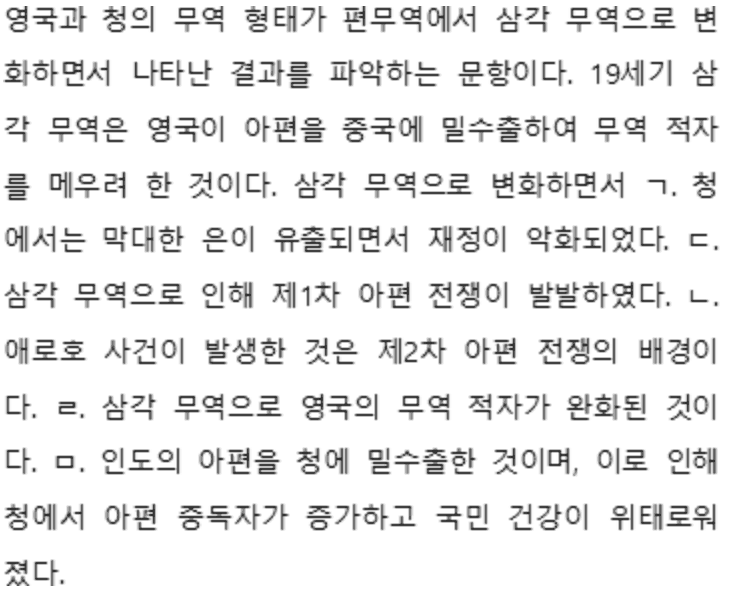 영국과 청의 무역 형태가 편무역에서 삼각 무역으로 변
화하면서 나타난 결과를 파악하는 문항이다. 19세기 삼
각 무역은 영국이 아편을 중국에 밀수출하여 무역 적자
를 메우려 한 것이다. 삼각 무역으로 변화하면서 ㄱ. 청
에서는 막대한 은이 유출되면서 재정이 악화되었다. ㄷ.
삼각 무역으로 인해 제1차 아편 전쟁이 발발하였다. ㄴ.
애로호 사건이 발생한 것은 제2차 아편 전쟁의 배경이
다. ㄹ. 삼각 무역으로 영국의 무역 적자가 완화된 것이
다. ㅁ. 인도의 아편을 청에 밀수출한 것이며, 이로 인해
청에서 아편 중독자가 증가하고 국민 건강이 위태로워
졌다.